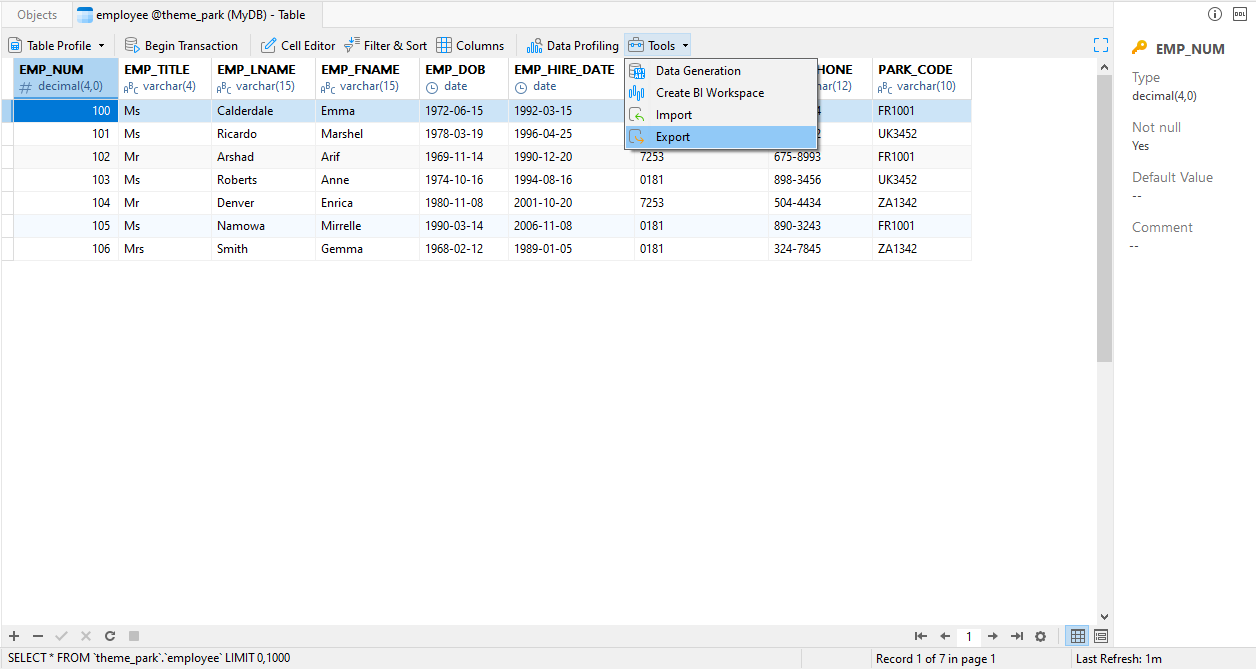 Objects employee @theme_park (MyDB) - Table
Table Profile Begin Transaction Cell Editor Filter & Sort Columns Data Profiling Tools
Data Generation
Create BI Workspace
Import
Export
EMP_NUM EMP_TITLE EMP_LNAME EMP_FNAME EMP_DOB EMP_HIRE_DATE HONE PARK_CODE
# decimal(4,0) ABC varchar(4) ABC varchar(15) ABC varchar(15) date date har(12) ABC varchar(10)
100 Ms Calderdale Emma 1972-06-15 1992-03-15 4 FR1001
101 Ms Ricardo Marshel 1978-03-19 1996-04-25 2 UK3452
102 Mr Arshad Arif 1969-11-14 1990-12-20 7253 675-8993 FR1001
103 Ms Roberts Anne 1974-10-16 1994-08-16 0181 898-3456 UK3452
104 Mr Denver Enrica 1980-11-08 2001-10-20 7253 504-4434 ZA1342
105 Ms Namowa Mirrelle 1990-03-14 2006-11-08 0181 890-3243 FR1001
106 Mrs Smith Gemma 1968-02-12 1989-01-05 0181 324-7845 ZA1342
1
SELECT * FROM `theme_park`.`employee` LIMIT 0,1000 Record 1 of 7 in page 1 Last Refresh: 1m
DDL
EMP_NUM
Type
decimal(4,0)
Not null
Yes
Default Value
--
Comment
--